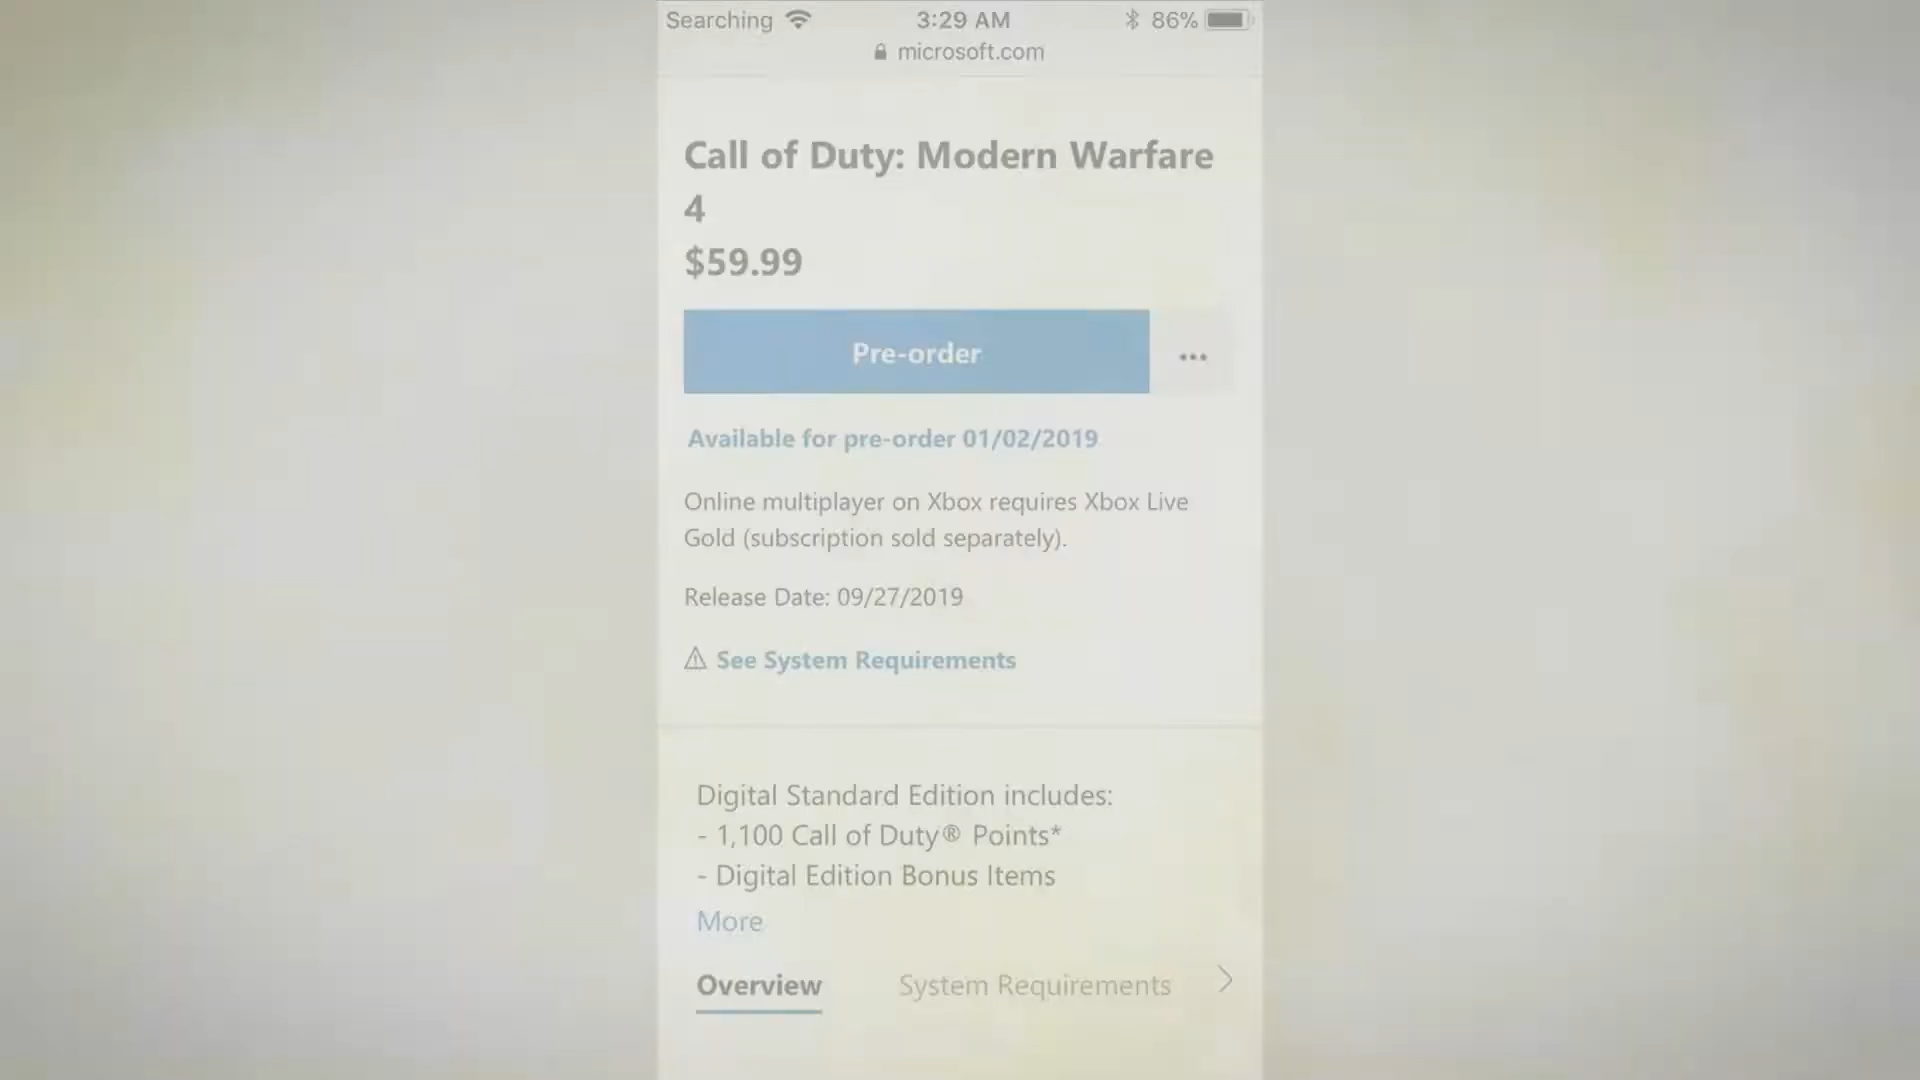 Searching 3:29 AM 86%
microsoft.com
Call of Duty: Modern Warfare
4
$59.99
Pre-order ...
Available for pre-order 01/02/2019
Online multiplayer on Xbox requires Xbox Live
Gold (subscription sold separately).
Release Date: 09/27/2019
See System Requirements
Digital Standard Edition includes:
- 1,100 Call of Duty® Points*
- Digital Edition Bonus Items
More
Overview System Requirements